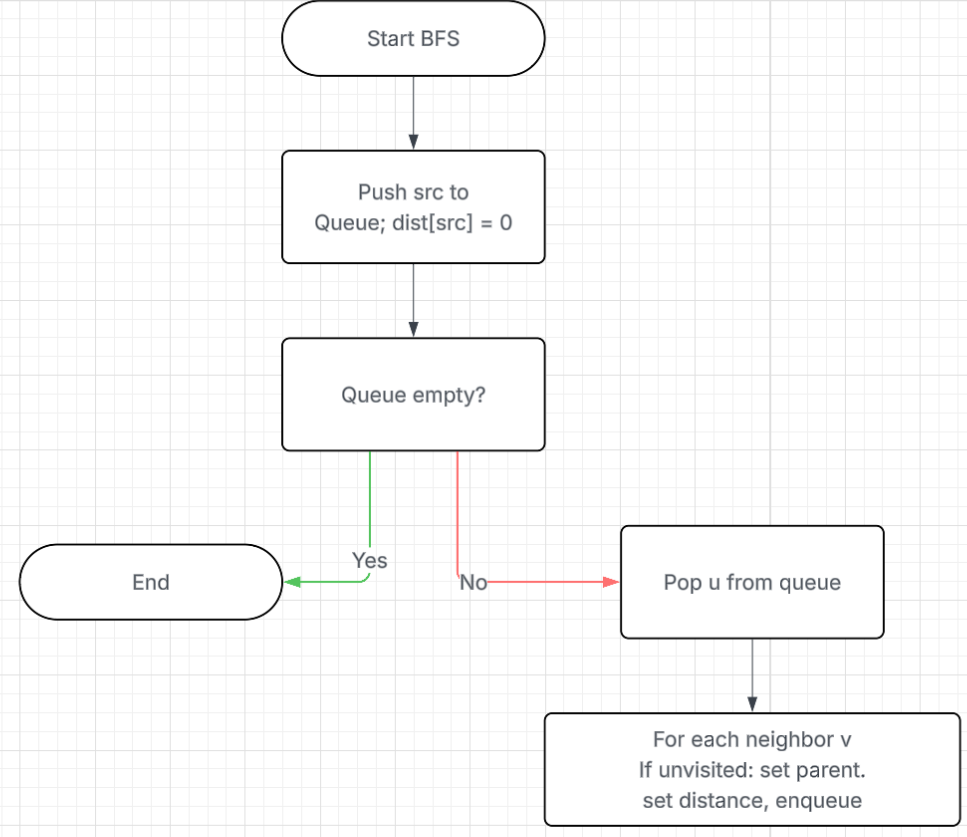 Start BFS
Push src to
Queue; dist[src] = 0
Queue empty?
Yes
No
End
Pop u from queue
For each neighbor v
If unvisited: set parent.
set distance, enqueue